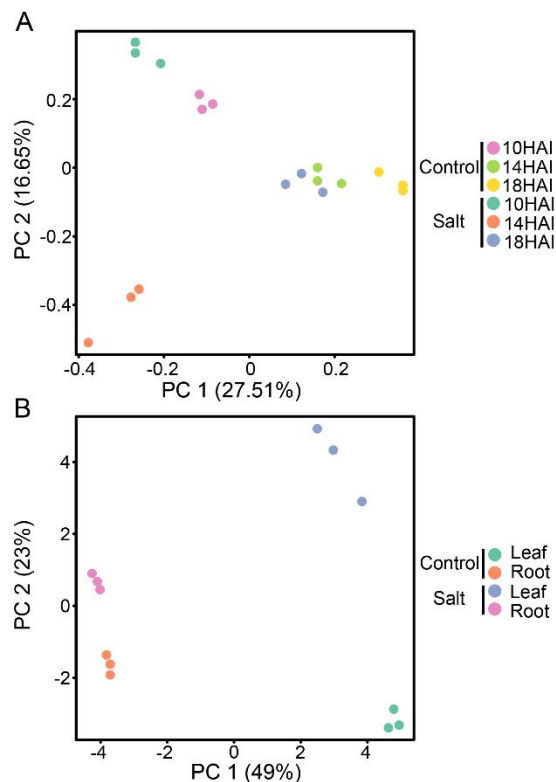 A
0.2
0
-0.2
-0.4
PC 2 (16.65%)
-0.4
-0.2
0
0.2
PC 1 (27.51%)
Control
10HAI
14HAI
18HAI
Salt
10HAI
14HAI
18HAI
B
4
2
0
-2
PC 2 (23%)
-4
-2
0
2
4
PC 1 (49%)
Control
Leaf
Root
Salt
Leaf
Root